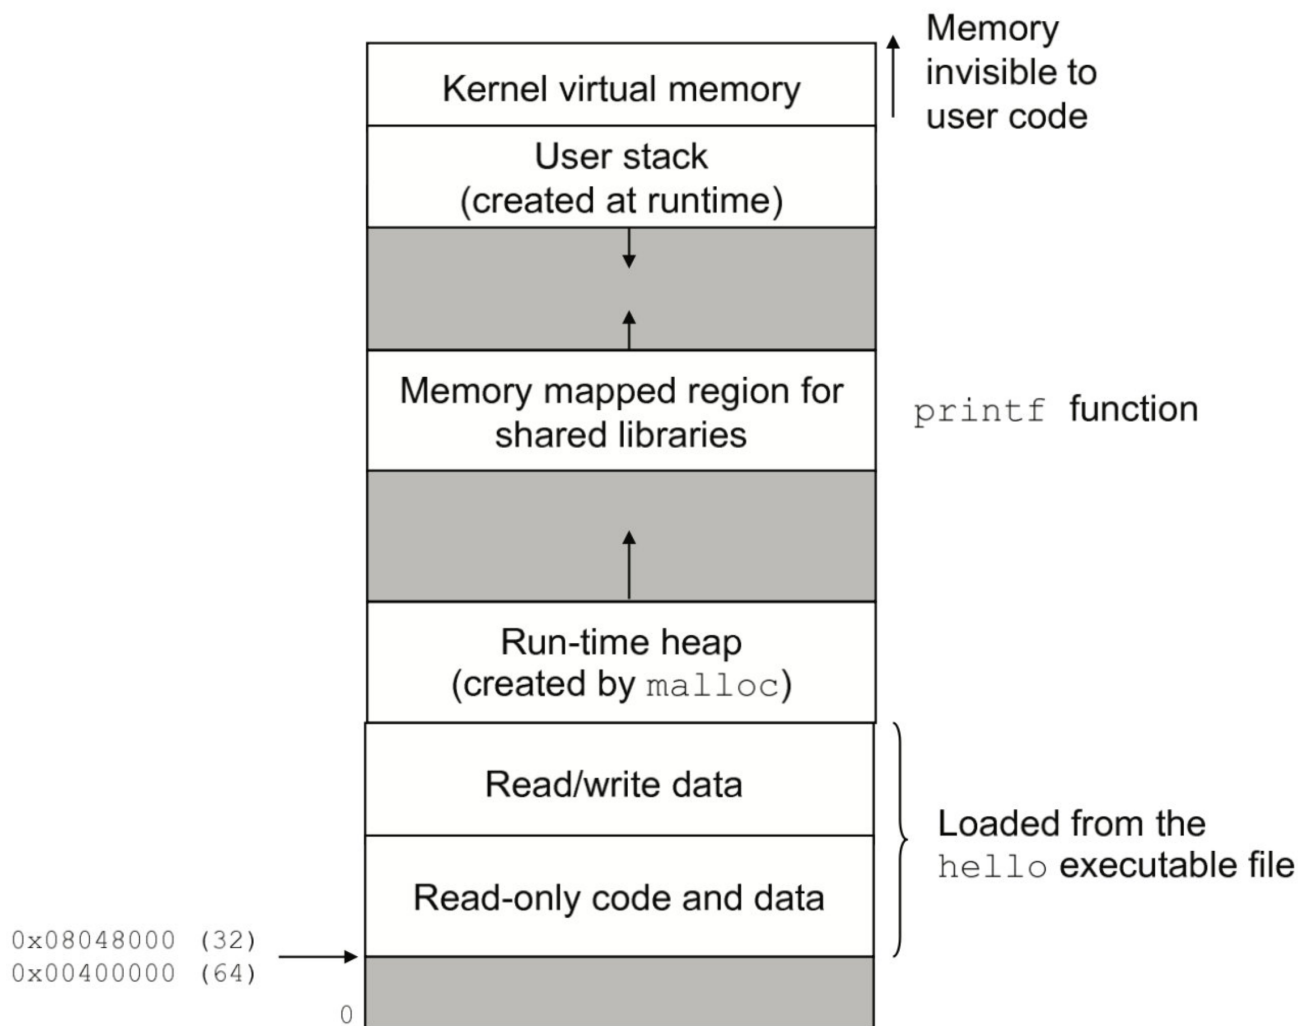 Memory
invisible to
user code
Kernel virtual memory
User stack
(created at runtime)
Memory mapped region for
shared libraries
printf function
Run-time heap
(created by malloc)
Read/write data
Loaded from the
hello executable file
Read-only code and data
0x08048000 (32)
0x00400000 (64)
0